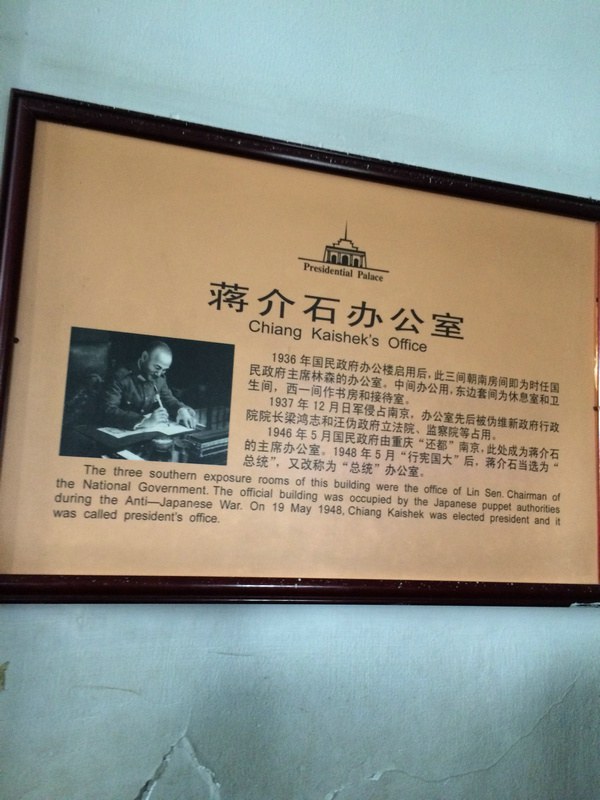 Presidential Palace
蒋介石办公室
Chiang Kaishek's Office
1936 年国民政府办公楼启用后，此三间朝南房间即为时任国
民政府主席林森的办公室。中间办公用，东边套间为休息室和卫
生间，西一间作书房和接待室。
1937 年 12 月日军侵占南京，办公室先后被伪维新政府行政
院院长梁鸿志和汪伪政府立法院、监察院等占用。
1946 年 5 月国民政府由重庆“还都”南京，此处成为蒋介石
的主席办公室。1948 年 5 月“行宪国大”后，蒋介石当选为“
总统”，又改称为“总统”办公室。
The three southern exposure rooms of this building were the office of Lin Sen. Chairman of
the National Government. The official building was occupied by the Japanese puppet authorities
during the Anti—Japanese War. On 19 May 1948, Chiang Kaishek was elected president and it
was called president's office.